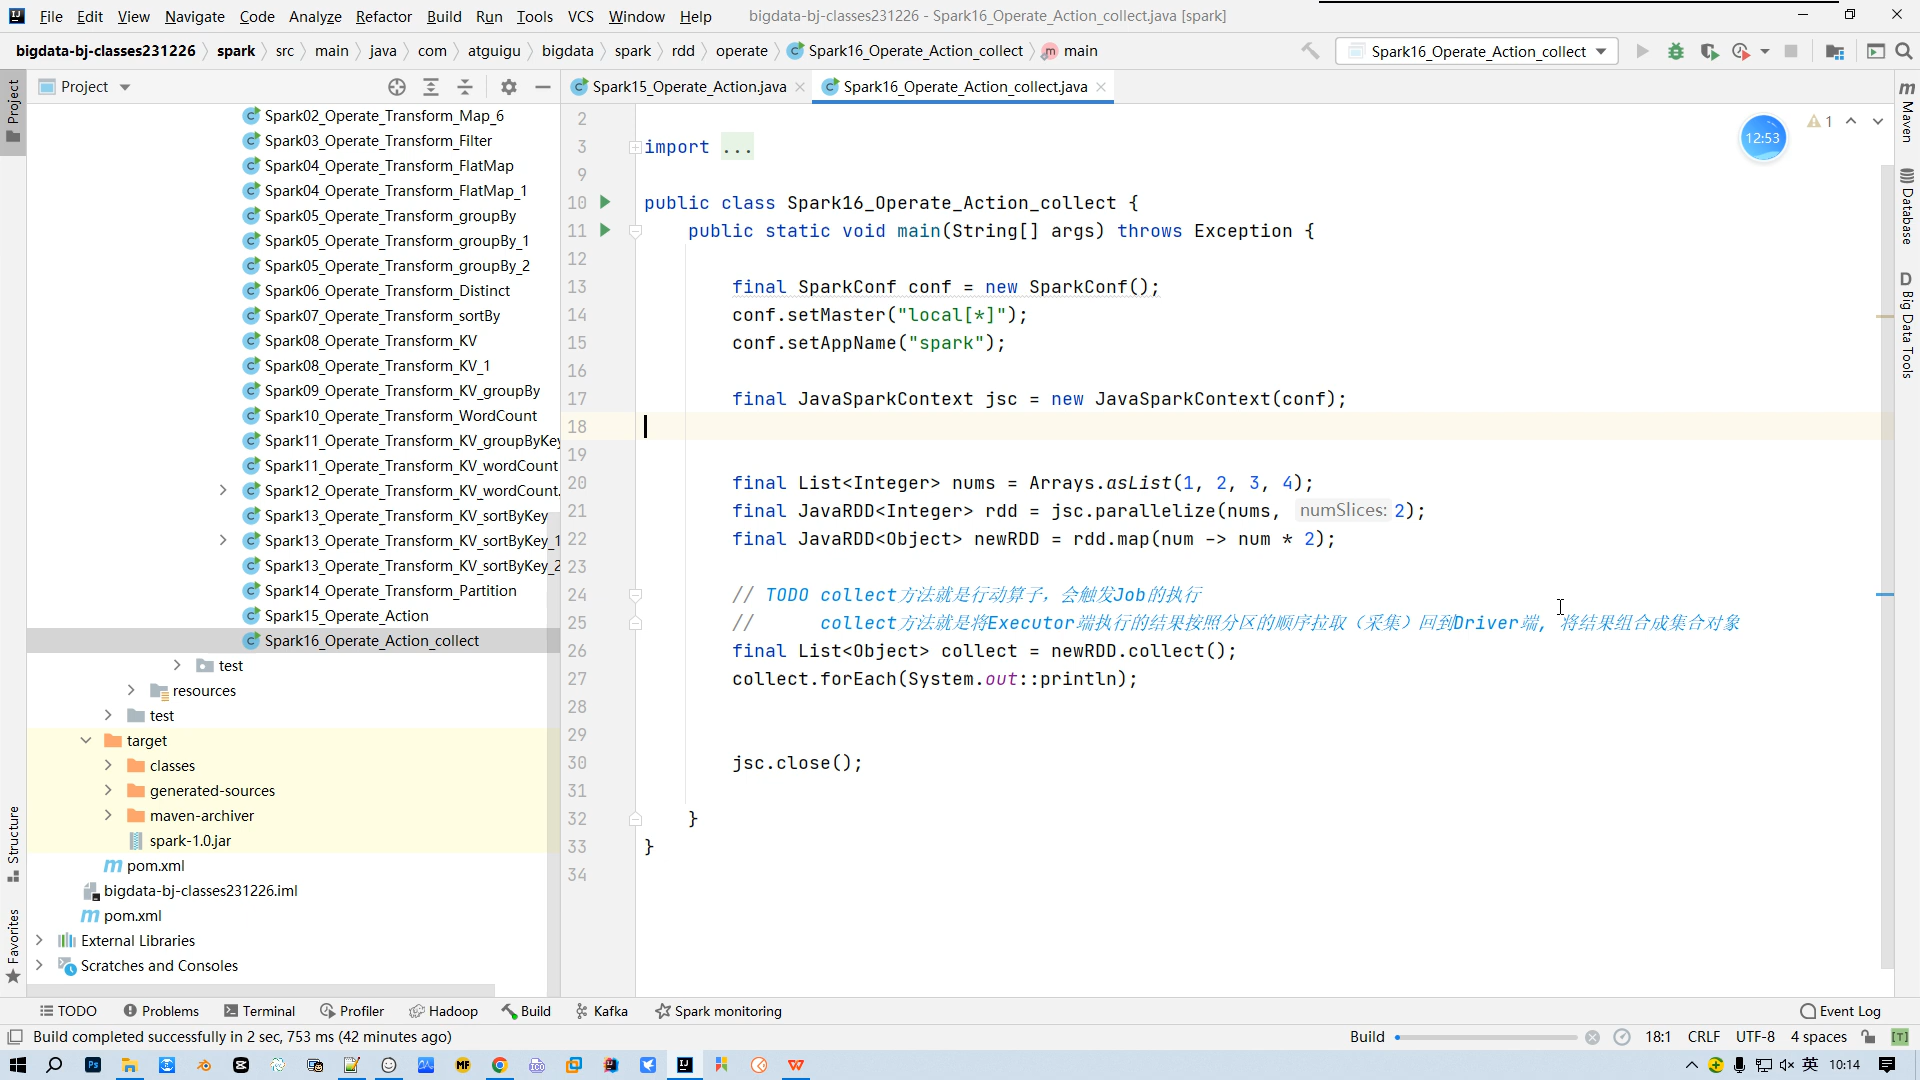 File Edit View Navigate Code Analyze Refactor Build Run Tools VCS Window Help bigdata-bj-classes231226 - Spark16_Operate_Action_collect.java [spark]
bigdata-bj-classes231226 spark src main java com atguigu bigdata spark rdd operate Spark16_Operate_Action_collect main Spark16_Operate_Action_collect
Project
Project
Structure
Favorites
Spark02_Operate_Transform_Map_6
Spark03_Operate_Transform_Filter
Spark04_Operate_Transform_FlatMap
Spark04_Operate_Transform_FlatMap_1
Spark05_Operate_Transform_groupBy
Spark05_Operate_Transform_groupBy_1
Spark05_Operate_Transform_groupBy_2
Spark06_Operate_Transform_Distinct
Spark07_Operate_Transform_sortBy
Spark08_Operate_Transform_KV
Spark08_Operate_Transform_KV_1
Spark09_Operate_Transform_KV_groupBy
Spark10_Operate_Transform_WordCount
Spark11_Operate_Transform_KV_groupByKey
Spark11_Operate_Transform_KV_wordCount
Spark12_Operate_Transform_KV_wordCount.
Spark13_Operate_Transform_KV_sortByKey
Spark13_Operate_Transform_KV_sortByKey_1
Spark13_Operate_Transform_KV_sortByKey_2
Spark14_Operate_Transform_Partition
Spark15_Operate_Action
Spark16_Operate_Action_collect
test
resources
test
target
classes
generated-sources
maven-archiver
spark-1.0.jar
pom.xml
bigdata-bj-classes231226.iml
pom.xml
External Libraries
Scratches and Consoles
Spark15_Operate_Action.java Spark16_Operate_Action_collect.java
1
12:53
2
3 import ...
9
10 public class Spark16_Operate_Action_collect {
11 public static void main(String[] args) throws Exception {
12
13 final SparkConf conf = new SparkConf();
14 conf.setMaster("local[*]");
15 conf.setAppName("spark");
16
17 final JavaSparkContext jsc = new JavaSparkContext(conf);
18
19
20 final List<Integer> nums = Arrays.asList(1, 2, 3, 4);
21 final JavaRDD<Integer> rdd = jsc.parallelize(nums, numSlices: 2);
22 final JavaRDD<Object> newRDD = rdd.map(num -> num * 2);
23
24 // TODO collect方法就是行动算子，会触发Job的执行
25 // collect方法就是将Executor端执行的结果按照分区的顺序拉取（采集）回到Driver端，将结果组合成集合对象
26 final List<Object> collect = newRDD.collect();
27 collect.forEach(System.out::println);
28
29
30 jsc.close();
31
32 }
33 }
34
Maven
Database
D Big Data Tools
TODO Problems Terminal Profiler Hadoop Build Kafka Spark monitoring Event Log
Build completed successfully in 2 sec, 753 ms (42 minutes ago) Build 18:1 CRLF UTF-8 4 spaces
英 10:14